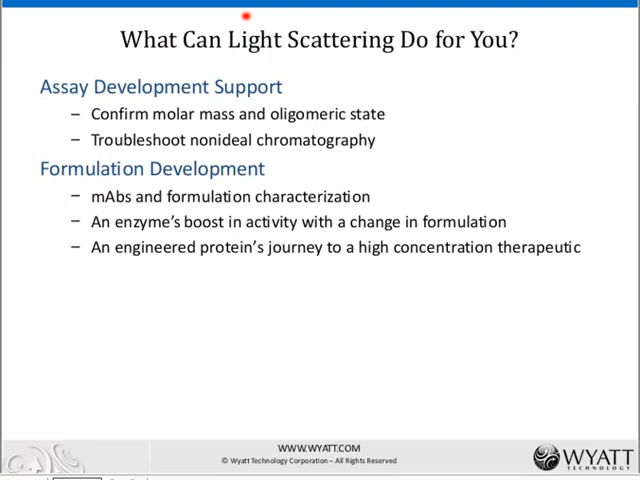 What Can Light Scattering Do for You?
Assay Development Support
– Confirm molar mass and oligomeric state
– Troubleshoot nonideal chromatography
Formulation Development
– mAbs and formulation characterization
– An enzyme's boost in activity with a change in formulation
– An engineered protein's journey to a high concentration therapeutic
WWW.WYATT.COM
© Wyatt Technology Corporation – All Rights Reserved
WYATT
TECHNOLOGY